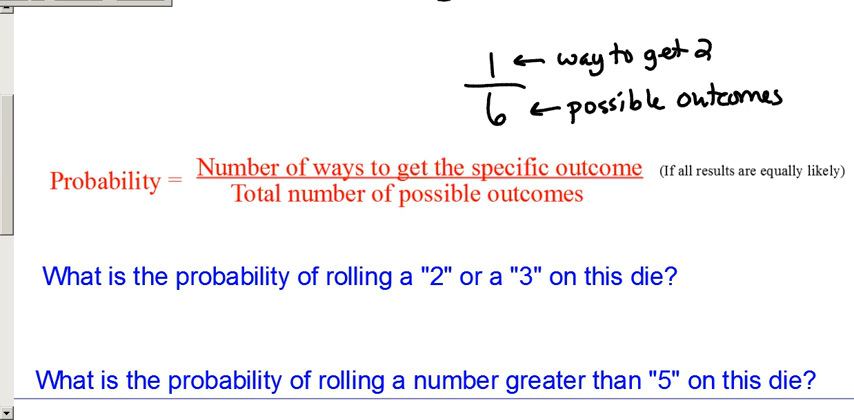 1 ← way to get 2
6 ← possible outcomes
Probability = Number of ways to get the specific outcome (If all results are equally likely)
Total number of possible outcomes
What is the probability of rolling a "2" or a "3" on this die?
What is the probability of rolling a number greater than "5" on this die?